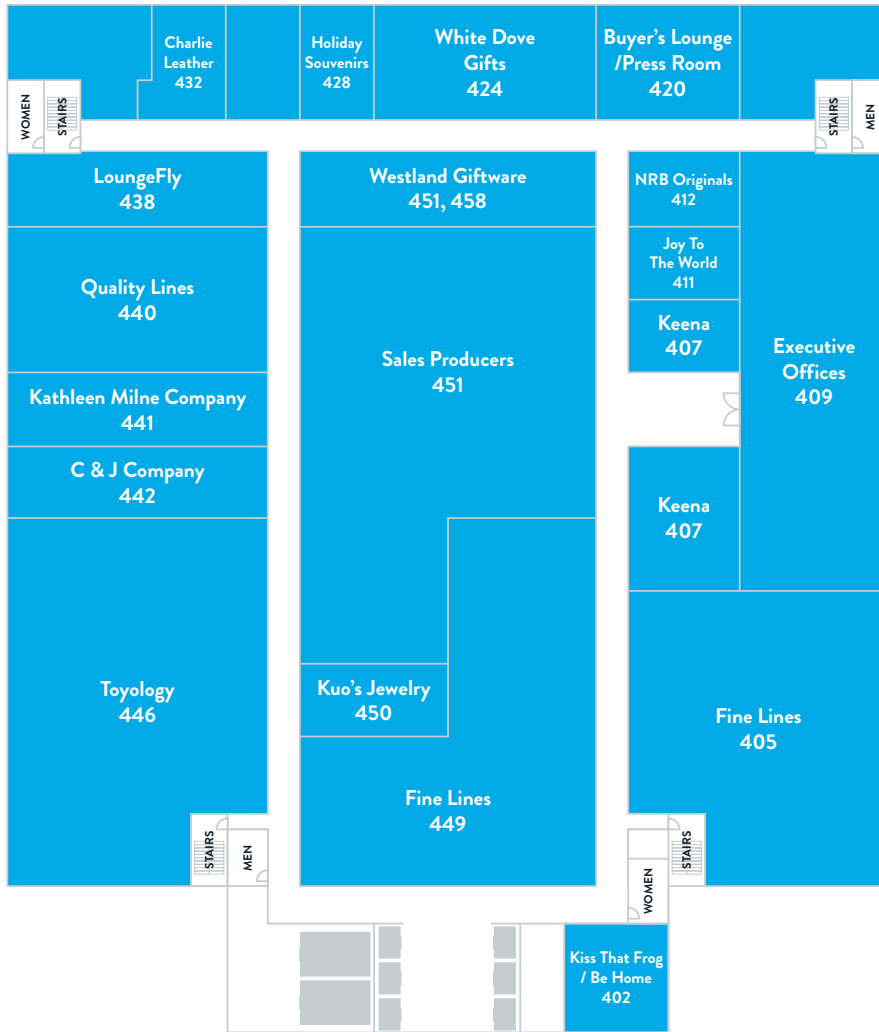 Charlie
Leather
432
Holiday
Souvenirs
428
White Dove
Gifts
424
Buyer's Lounge
/Press Room
420
WOMEN
STAIRS
STAIRS
MEN
LoungeFly
438
Westland Giftware
451, 458
NRB Originals
412
Joy To
The World
411
Quality Lines
440
Keena
407
Sales Producers
451
Executive
Offices
409
Kathleen Milne Company
441
C & J Company
442
Keena
407
Toyology
446
Kuo's Jewelry
450
Fine Lines
405
Fine Lines
449
STAIRS
MEN
WOMEN
STAIRS
Kiss That Frog
/ Be Home
402